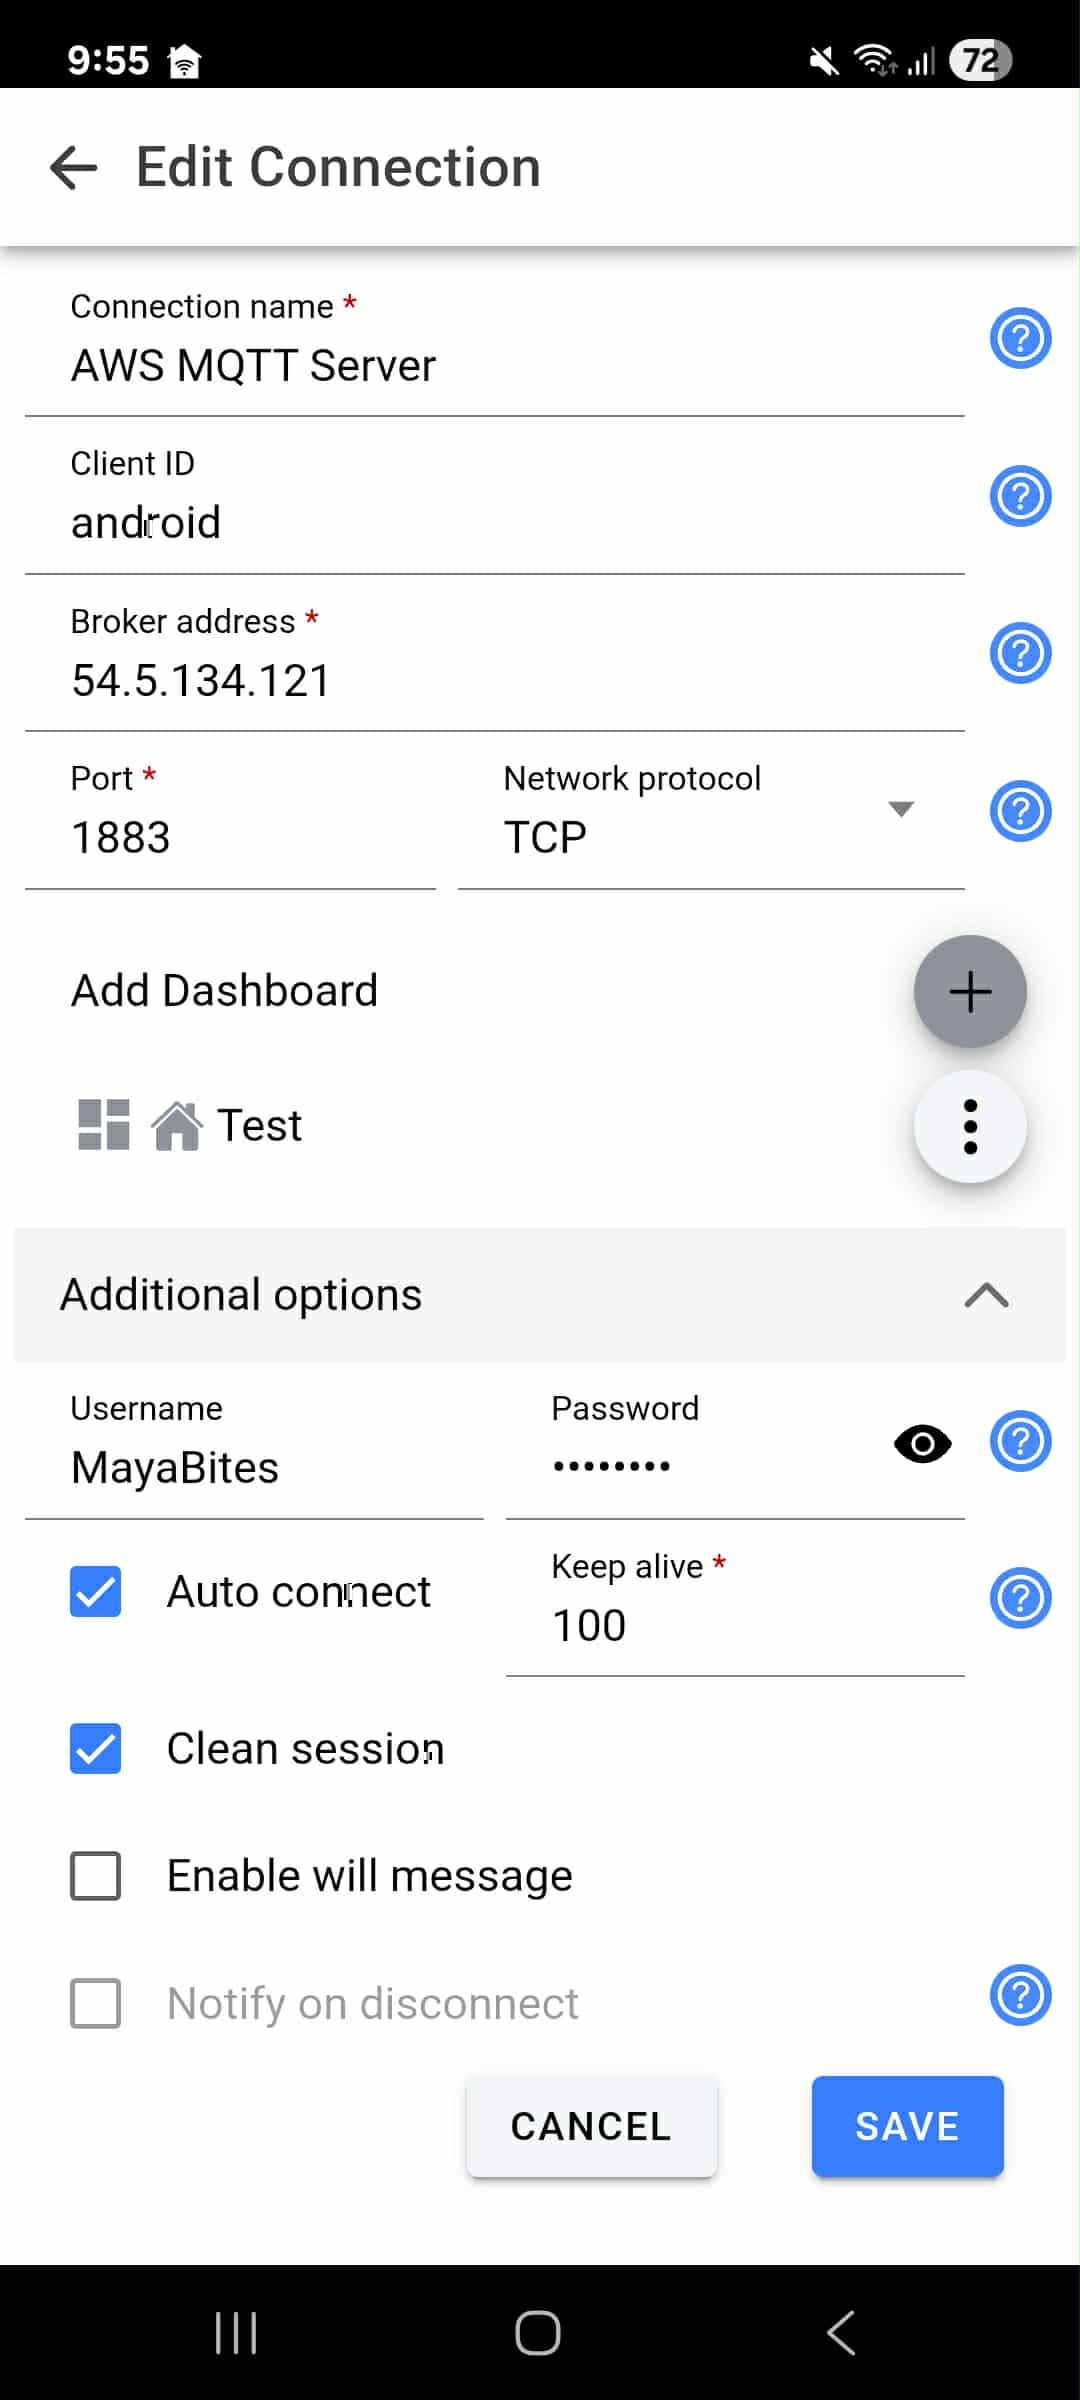 9:55 72
Edit Connection
Connection name *
AWS MQTT Server
Client ID
android
Broker address *
54.5.134.121
Port * Network protocol
1883 TCP
Add Dashboard
Test
Additional options
Username Password
MayaBites ••••••••
Auto connect Keep alive *
100
Clean session
Enable will message
Notify on disconnect
CANCEL SAVE